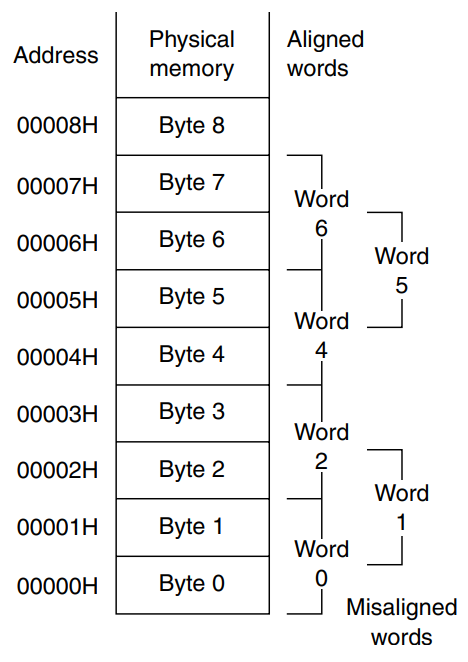 Address
Physical
memory
Aligned
words
00008H
Byte 8
00007H
Byte 7
Word
6
00006H
Byte 6
Word
5
00005H
Byte 5
Word
4
00004H
Byte 4
00003H
Byte 3
Word
2
00002H
Byte 2
Word
1
00001H
Byte 1
Word
0
00000H
Byte 0
Misaligned
words